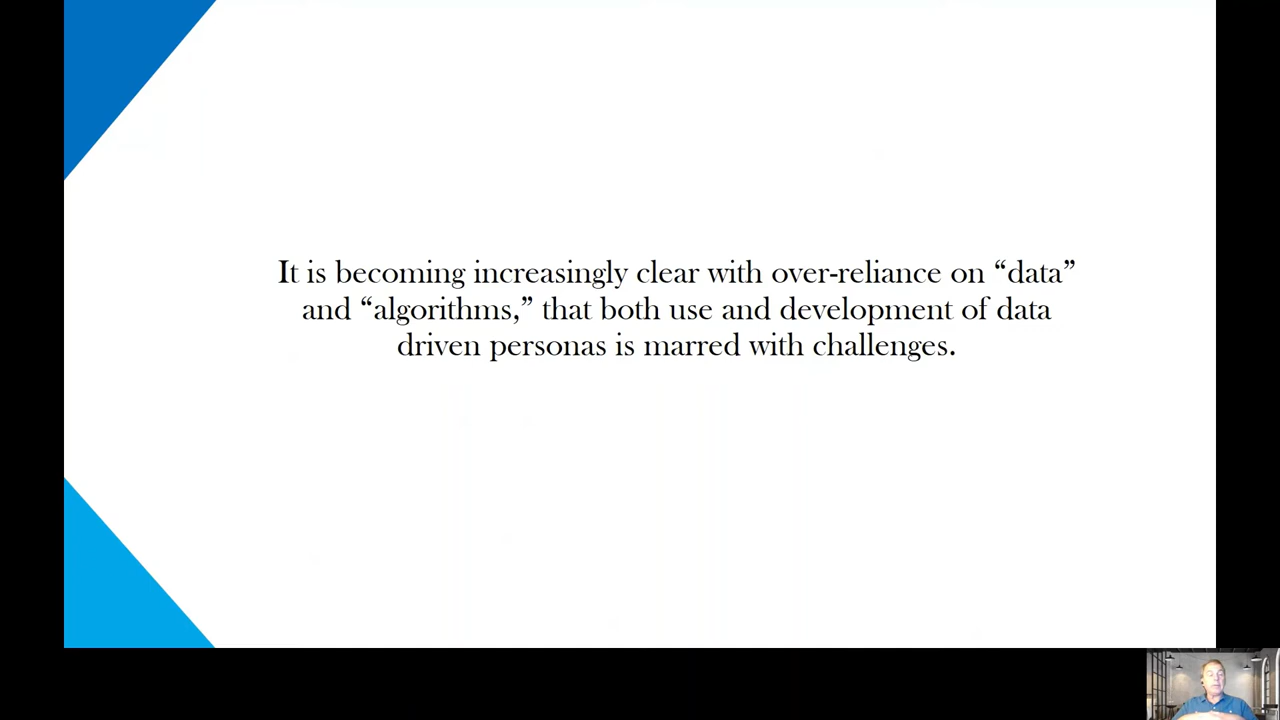 It is becoming increasingly clear with over-reliance on “data”
and “algorithms,” that both use and development of data
driven personas is marred with challenges.